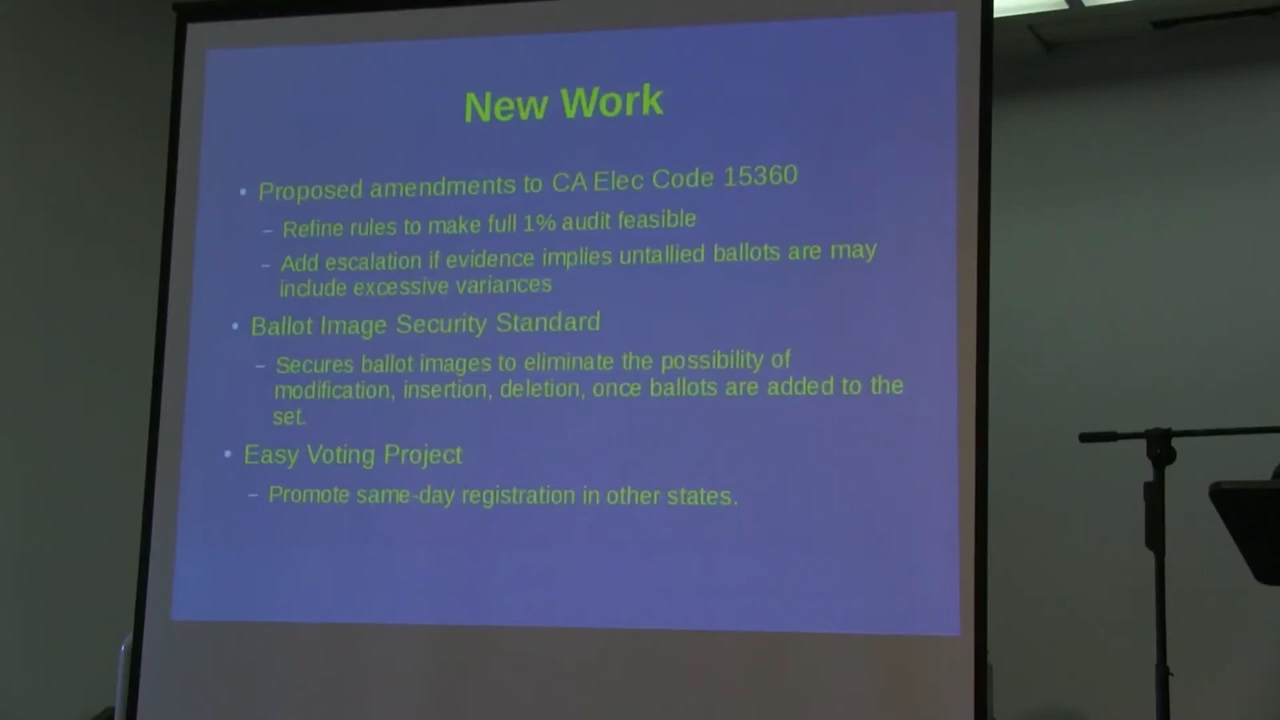 New Work
• Proposed amendments to CA Elec Code 15360
– Refine rules to make full 1% audit feasible
– Add escalation if evidence implies untallied ballots are may
include excessive variances
• Ballot Image Security Standard
– Secures ballot images to eliminate the possibility of
modification, insertion, deletion, once ballots are added to the
set.
• Easy Voting Project
– Promote same-day registration in other states.